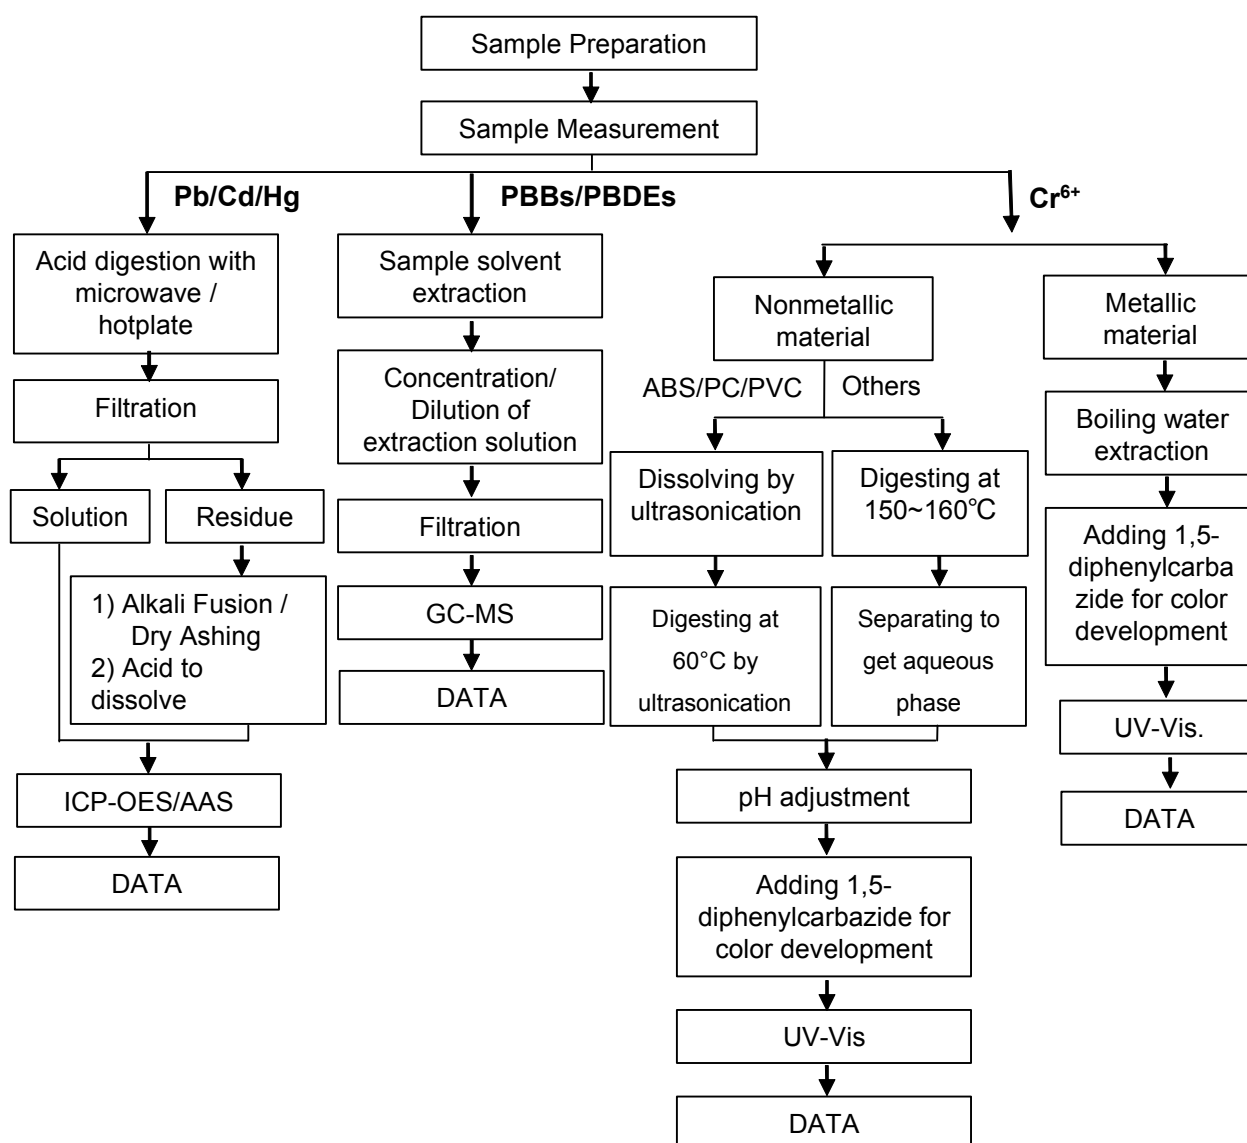 Sample Preparation
Sample Measurement
Pb/Cd/Hg
PBBs/PBDEs
Cr⁶⁺
Acid digestion with
microwave /
hotplate
Filtration
Solution
Residue
1) Alkali Fusion /
Dry Ashing
2) Acid to
dissolve
ICP-OES/AAS
DATA
Sample solvent
extraction
Concentration/
Dilution of
extraction solution
Filtration
GC-MS
DATA
Nonmetallic
material
ABS/PC/PVC
Others
Dissolving by
ultrasonication
Digesting at
60°C by
ultrasonication
Digesting at
150~160℃
Separating to
get aqueous
phase
pH adjustment
Adding 1,5-
diphenylcarbazide for
color development
UV-Vis
DATA
Metallic
material
Boiling water
extraction
Adding 1,5-
diphenylcarba
zide for color
development
UV-Vis.
DATA